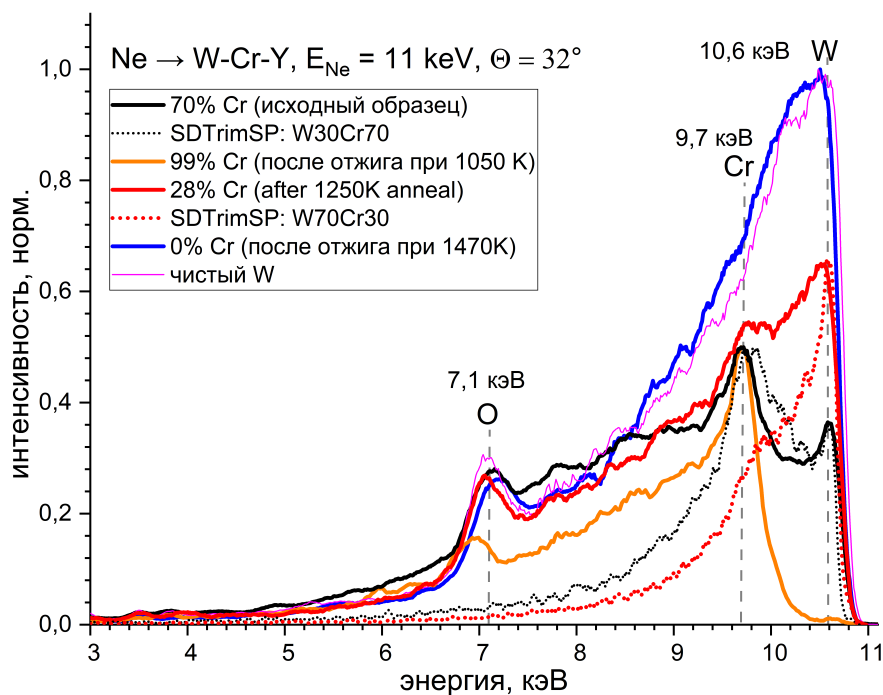 Ne → W-Cr-Y, E_Ne = 11 keV, Θ = 32°
10,6 кэВ W
70% Cr (исходный образец)
SDTrimSP: W30Cr70
99% Cr (после отжига при 1050 K)
28% Cr (after 1250K anneal)
SDTrimSP: W70Cr30
0% Cr (после отжига при 1470K)
чистый W
9,7 кэВ
Cr
7,1 кэВ
O
интенсивность, норм.
1,0
0,8
0,6
0,4
0,2
0,0
3 4 5 6 7 8 9 10 11
энергия, кэВ